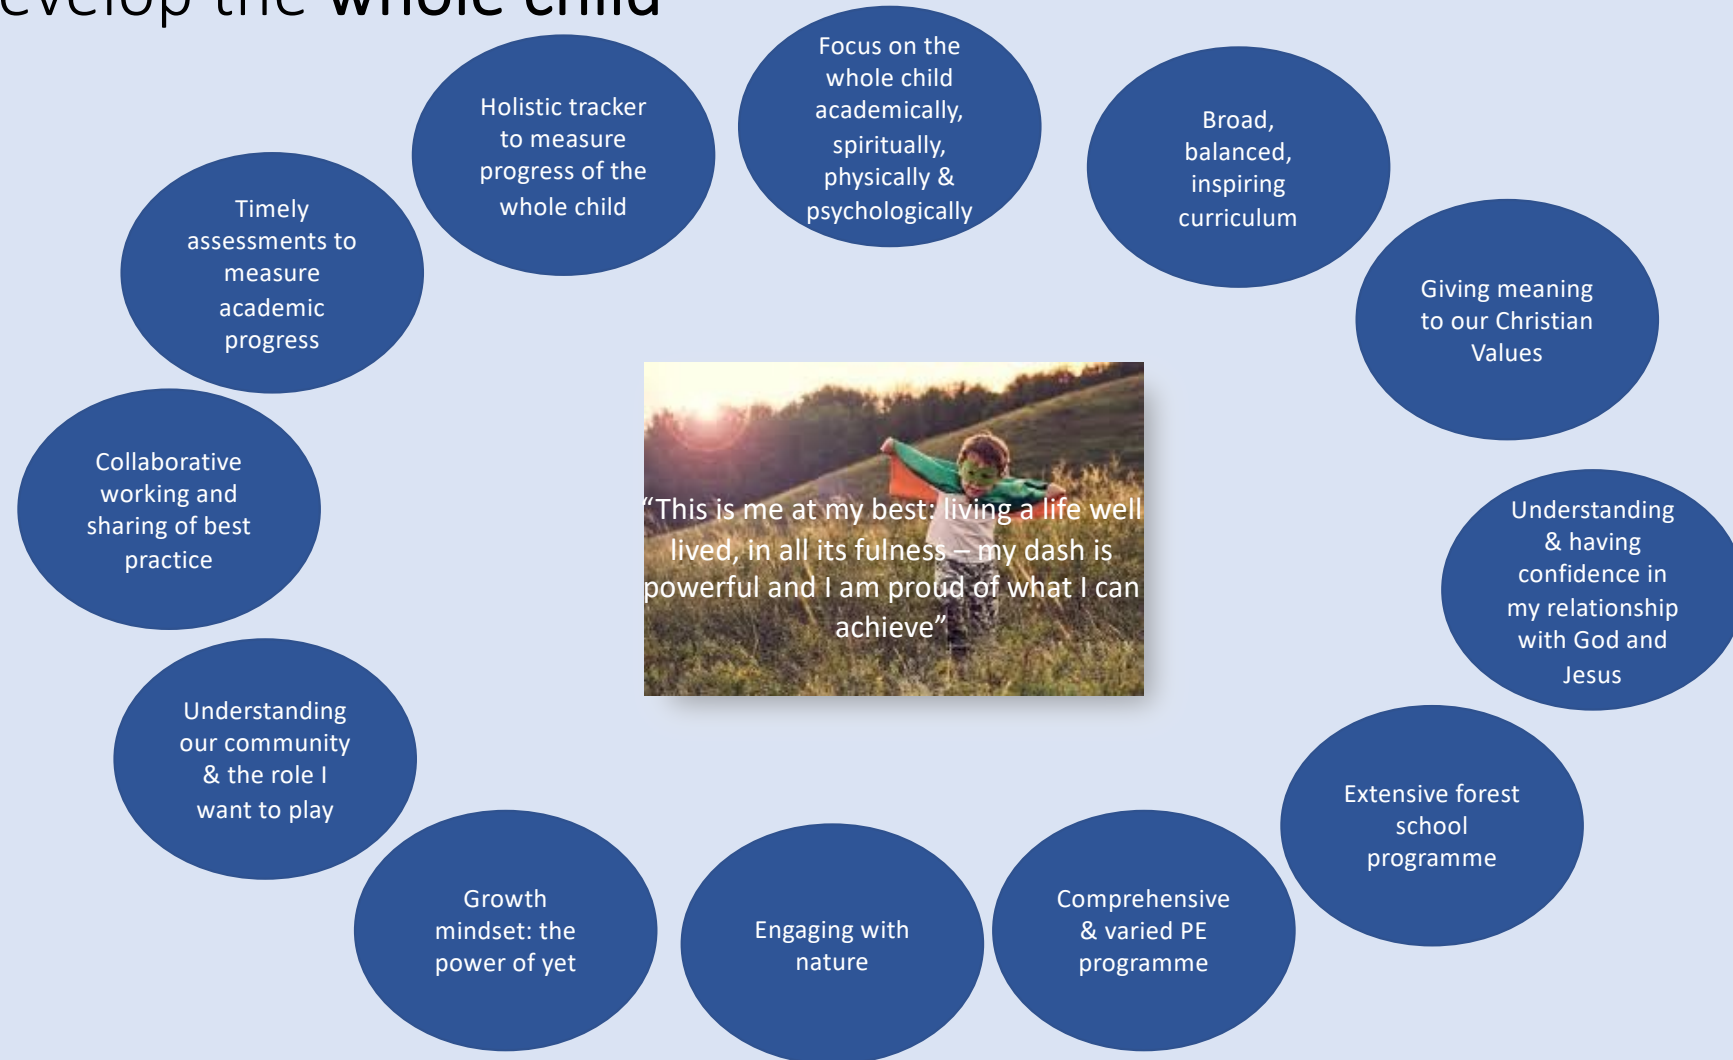 evelop the whole child
Focus on the
whole child
academically,
spiritually,
physically &
psychologically
Broad,
balanced,
inspiring
curriculum
Giving meaning
to our Christian
Values
Understanding
& having
confidence in
my relationship
with God and
Jesus
Extensive forest
school
programme
Comprehensive
& varied PE
programme
Engaging with
nature
Growth
mindset: the
power of yet
Understanding
our community
& the role I
want to play
Collaborative
working and
sharing of best
practice
Timely
assessments to
measure
academic
progress
Holistic tracker
to measure
progress of the
whole child
“This is me at my best: living a life well
lived, in all its fulness – my dash is
powerful and I am proud of what I can
achieve”